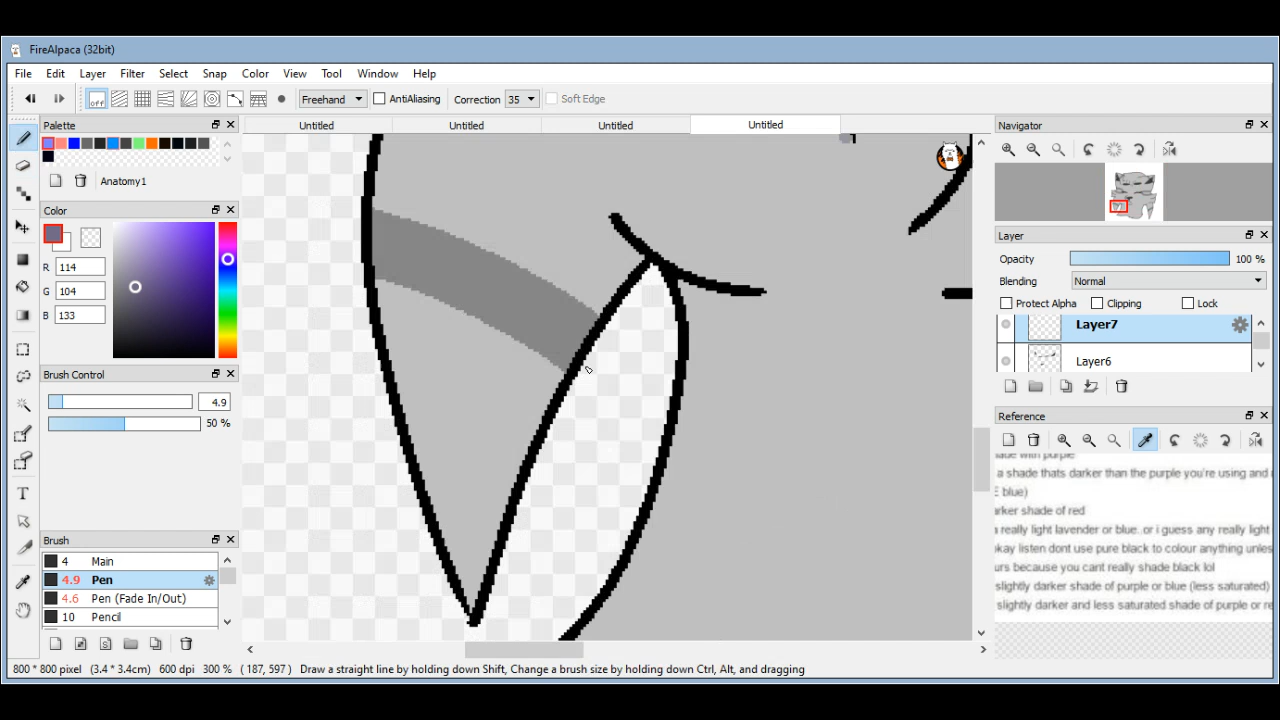 FireAlpaca (32bit)
File Edit Layer Filter Select Snap Color View Tool Window Help
off Freehand AntiAliasing Correction 35 Soft Edge
Palette
Anatomy1
Color
R 114
G 104
B 133
Brush Control
4.9
50 %
Brush
4 Main
4.9 Pen
4.6 Pen (Fade In/Out)
10 Pencil
Untitled Untitled Untitled Untitled
Navigator
Layer
Opacity 100 %
Blending Normal
Protect Alpha Clipping Lock
Layer7
Layer6
Reference
with purple
a shade thats darker than the purple you're using and
blue)
shade of red
really light lavender or blue..or i guess any really light
okay listen dont use pure black to colour anything unles
because you cant really shade black lol
slightly darker shade of purple or blue (less saturated)
slightly darker and less saturated shade of purple or re
800 * 800 pixel (3.4 * 3.4cm) 600 dpi 300 % ( 187, 597 ) Draw a straight line by holding down Shift, Change a brush size by holding down Ctrl, Alt, and dragging